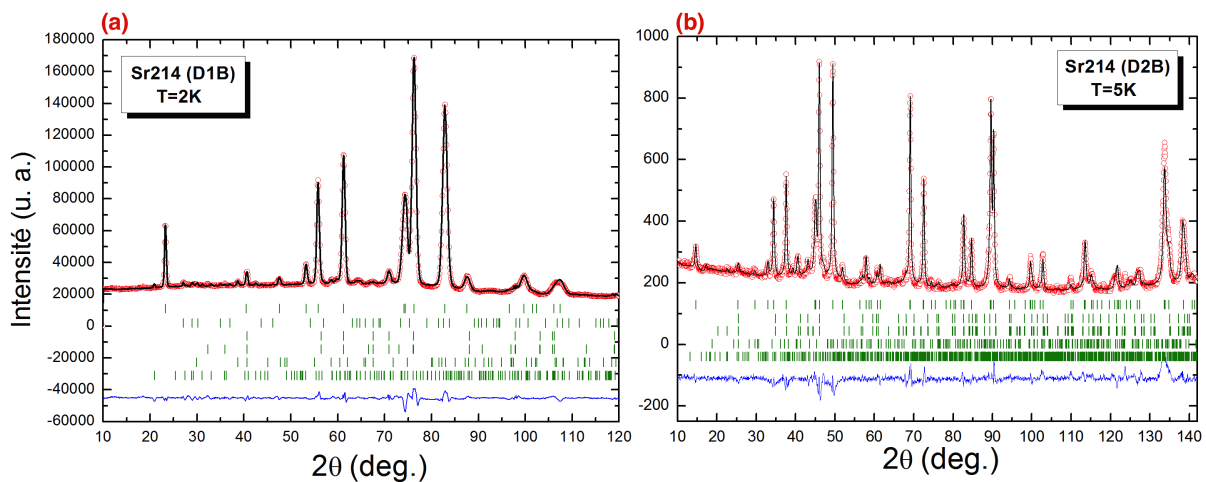 (a)
Intensité (u. a.)
180000
160000
140000
120000
100000
80000
60000
40000
20000
0
-20000
-40000
-60000
Sr214 (D1B)
T=2K
10 20 30 40 50 60 70 80 90 100 110 120
2θ (deg.)
(b)
1000
800
600
400
200
0
-200
Sr214 (D2B)
T=5K
10 20 30 40 50 60 70 80 90 100 110 120 130 140
2θ (deg.)